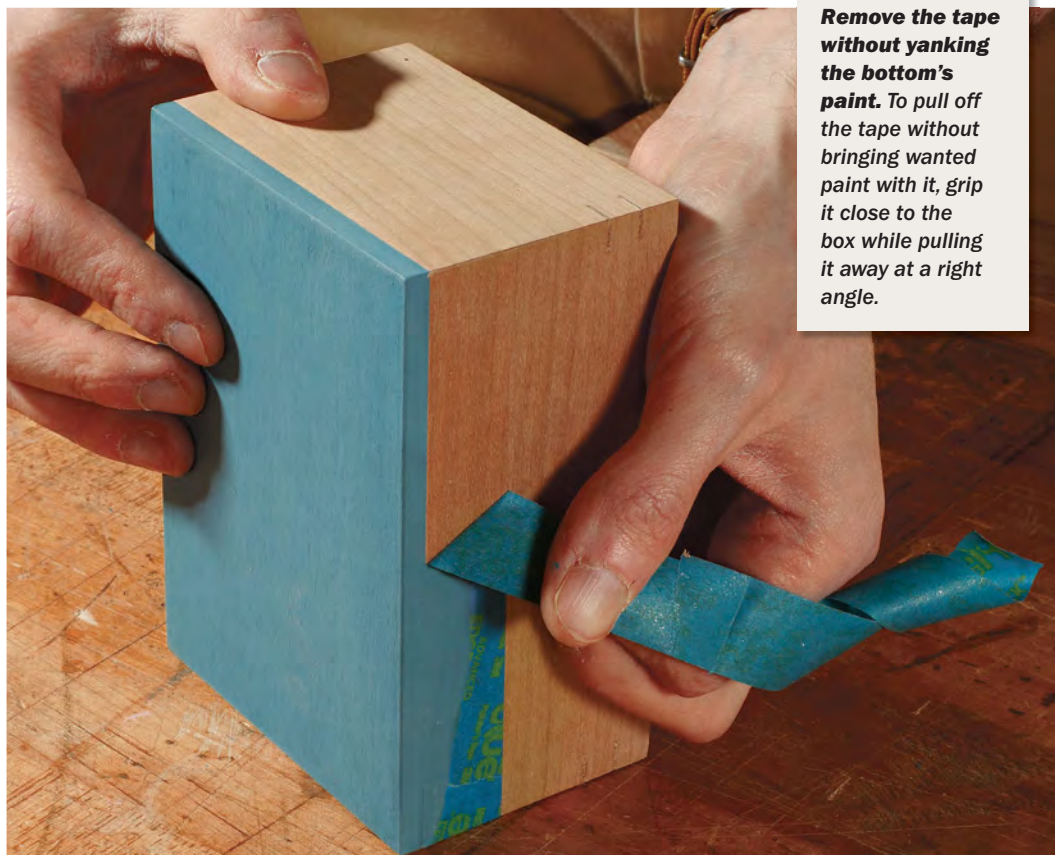 Remove the tape
without yanking
the bottom's
paint. To pull off
the tape without
bringing wanted
paint with it, grip
it close to the
box while pulling
it away at a right
angle.